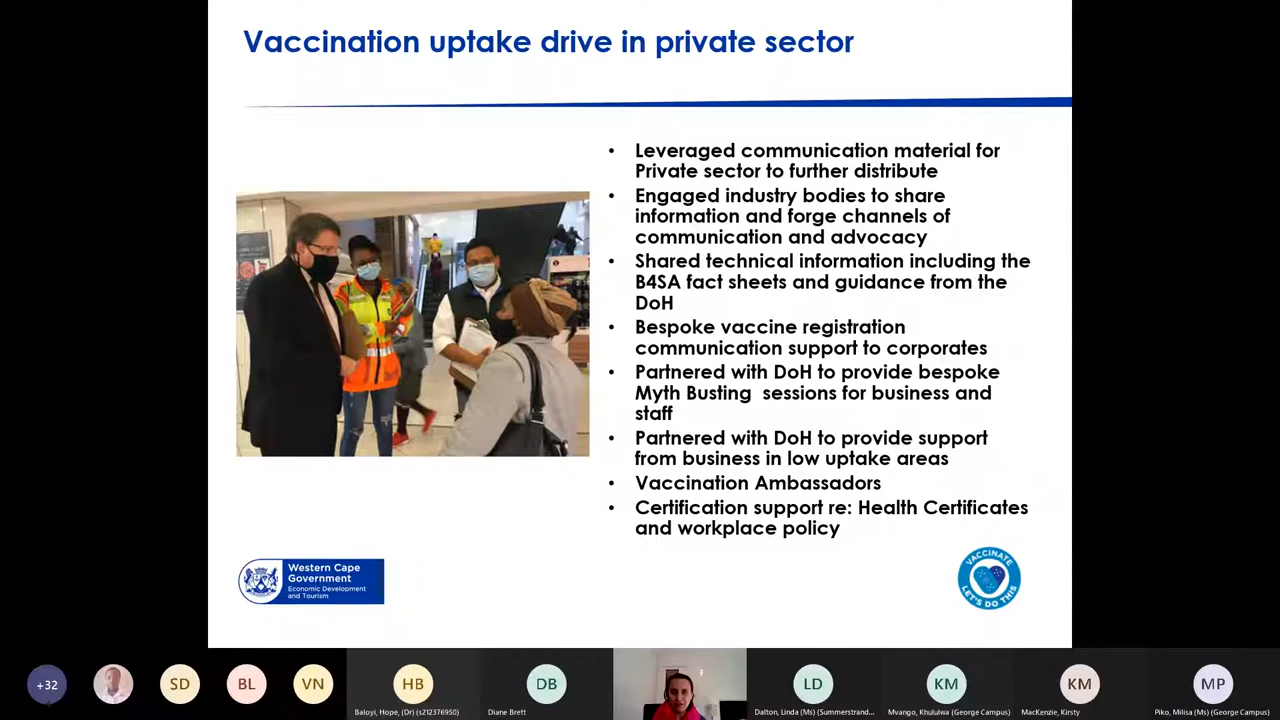 Vaccination uptake drive in private sector
• Leveraged communication material for
Private sector to further distribute
• Engaged industry bodies to share
information and forge channels of
communication and advocacy
• Shared technical information including the
B4SA fact sheets and guidance from the
DoH
• Bespoke vaccine registration
communication support to corporates
• Partnered with DoH to provide bespoke
Myth Busting  sessions for business and
staff
• Partnered with DoH to provide support
from business in low uptake areas
• Vaccination Ambassadors
• Certification support re: Health Certificates
and workplace policy
Western Cape
Government
Economic Development
and Tourism
VACCINATE
LET'S DO THIS
+32
SD
BL
VN
HB
DB
LD
KM
KM
MP
Baloyi, Hope, (Dr) (s212376950)
Diane Brett
Dalton, Linda (Ms) (Summerstrand...
Mvango, Khululwa (George Campus)
MacKenzie, Kirsty
Piko, Milisa (Ms) (George Campus)